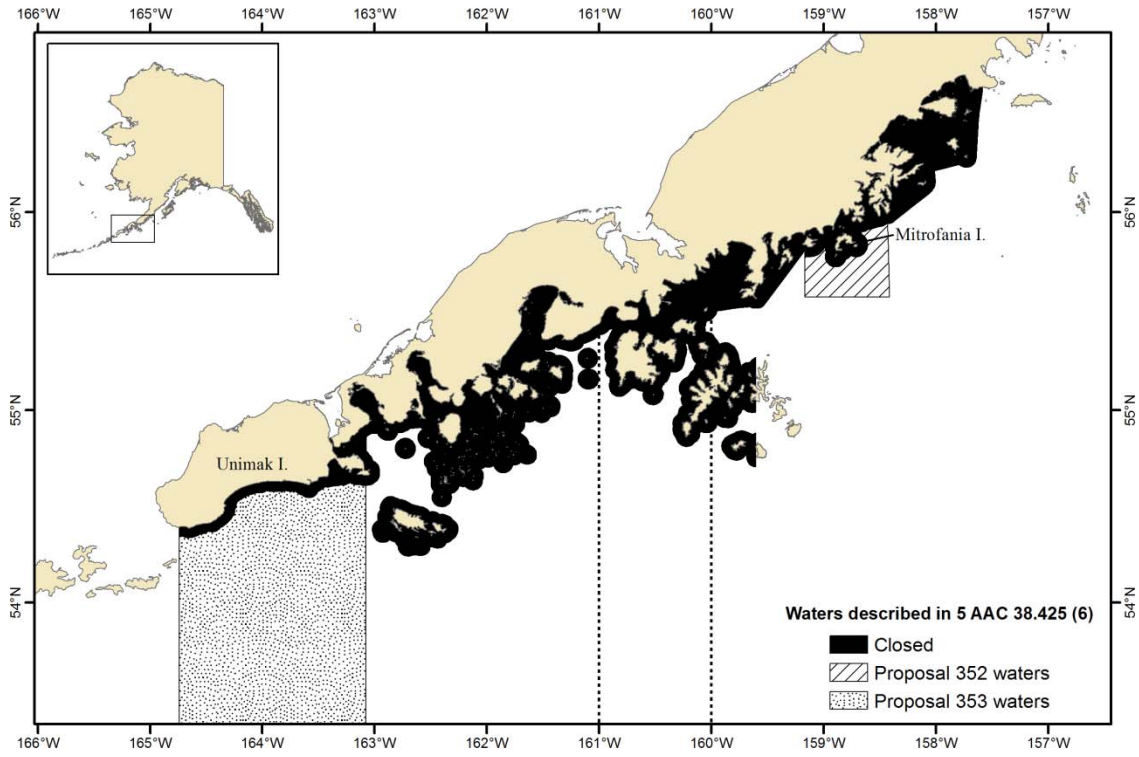 166°W 165°W 164°W 163°W 162°W 161°W 160°W 159°W 158°W 157°W
56°N 56°N
Mitrofania I.
55°N 55°N
Unimak I.
54°N 54°N
Waters described in 5 AAC 38.425 (6)
Closed
Proposal 352 waters
Proposal 353 waters
166°W 165°W 164°W 163°W 162°W 161°W 160°W 159°W 158°W 157°W